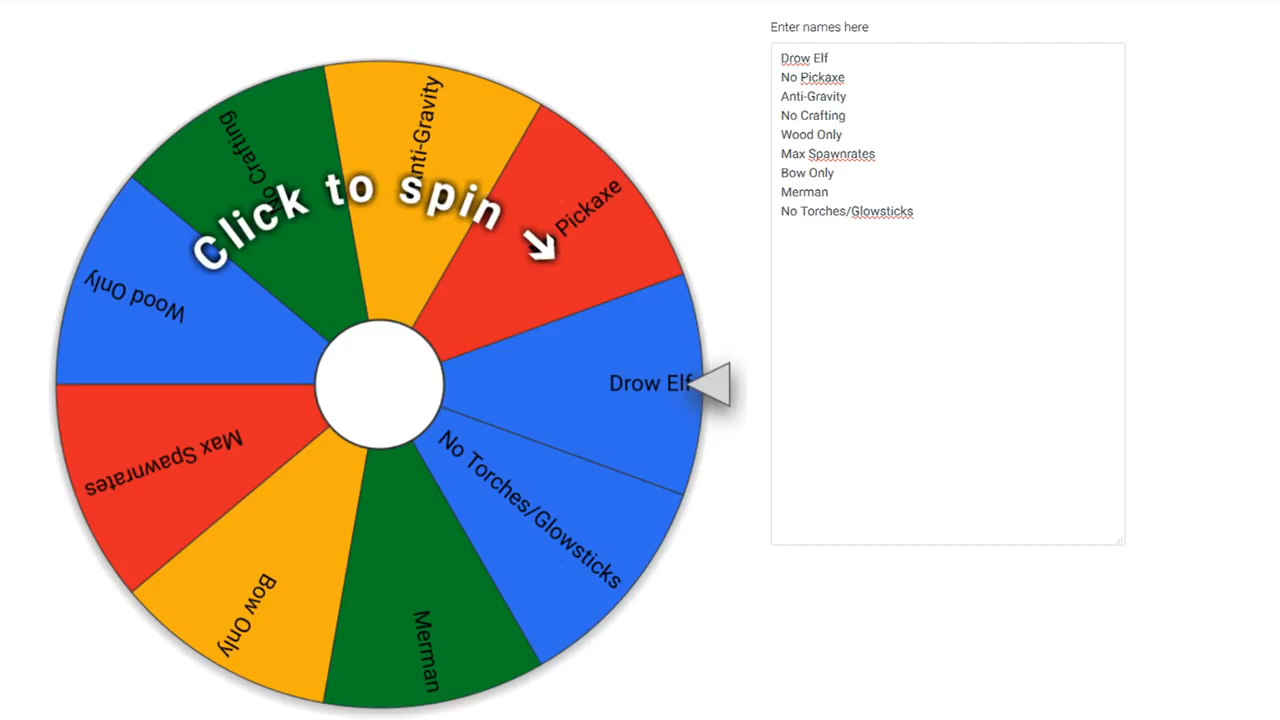 Enter names here
Drow Elf
No Pickaxe
Anti-Gravity
No Crafting
Wood Only
Max Spawnrates
Bow Only
Merman
No Torches/Glowsticks
Click to spin
No Crafting
Anti-Gravity
Pickaxe
Wood Only
Drow Elf
Max Spawnrates
No Torches/Glowsticks
Bow Only
Merman